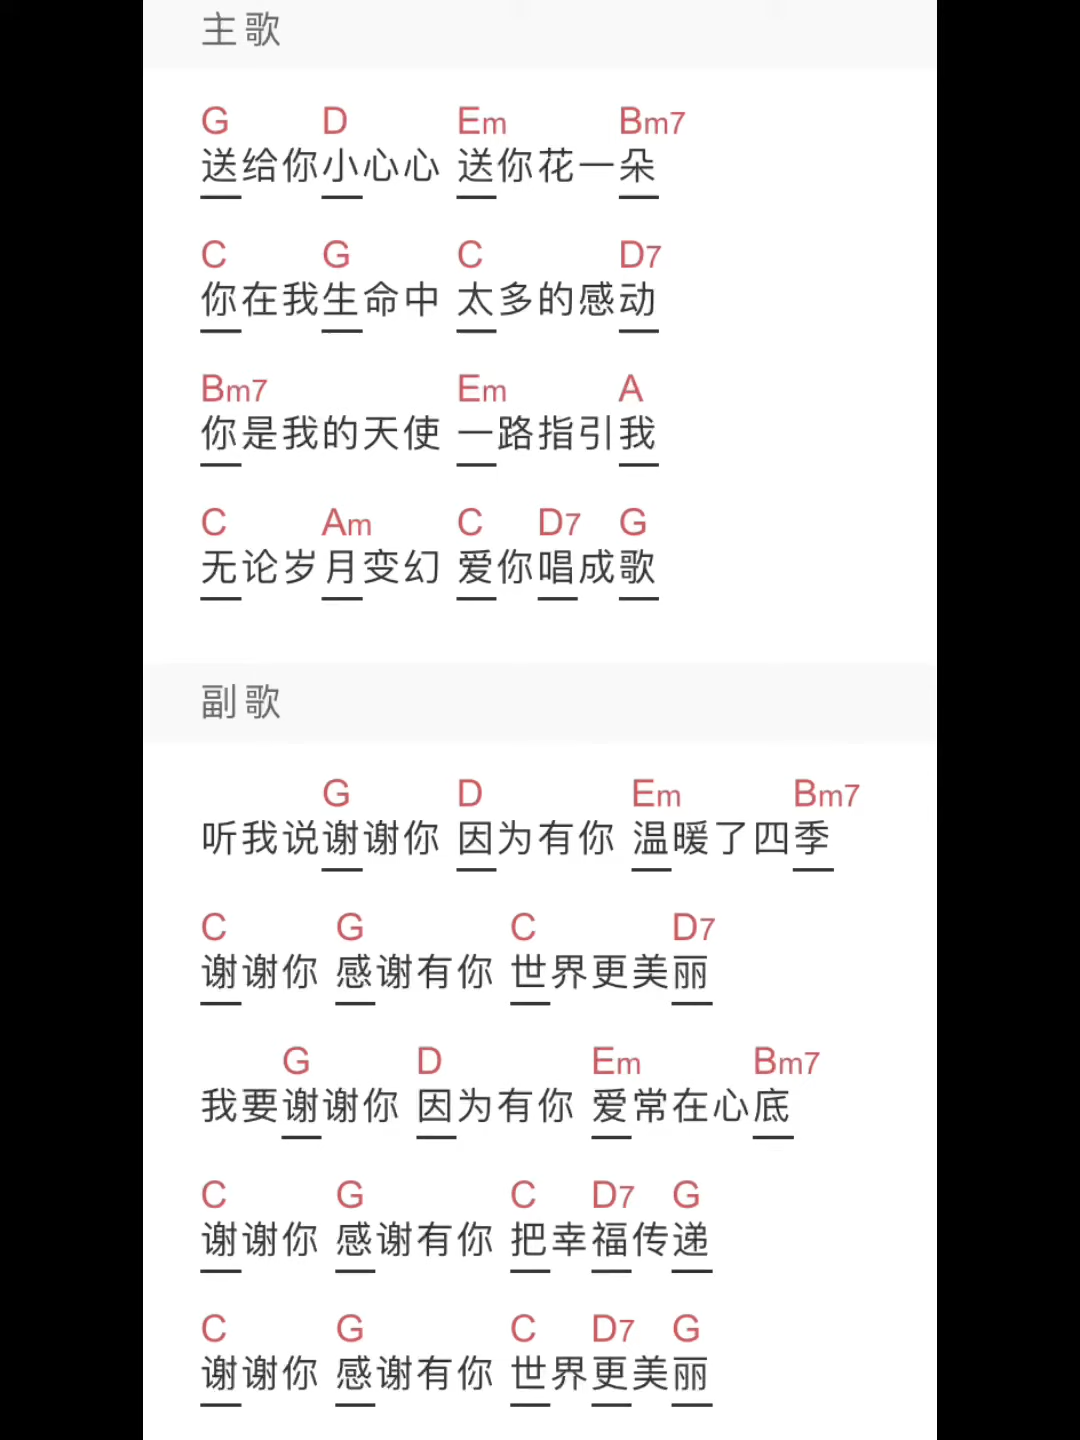 主歌
G D Em Bm7
送给你小心心 送你花一朵
C G C D7
你在我生命中 太多的感动
Bm7 Em A
你是我的天使 一路指引我
C Am C D7 G
无论岁月变幻 爱你唱成歌
副歌
G D Em Bm7
听我说谢谢你 因为有你 温暖了四季
C G C D7
谢谢你 感谢有你 世界更美丽
G D Em Bm7
我要谢谢你 因为有你 爱常在心底
C G C D7 G
谢谢你 感谢有你 把幸福传递
C G C D7 G
谢谢你 感谢有你 世界更美丽